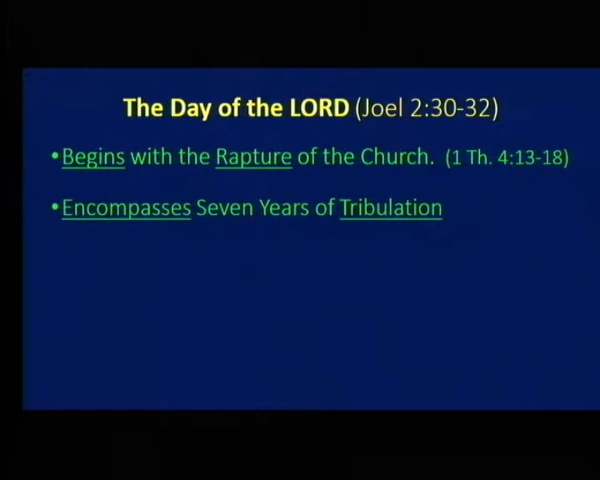 The Day of the LORD (Joel 2:30-32)
•Begins with the Rapture of the Church. (1 Th. 4:13-18)
•Encompasses Seven Years of Tribulation